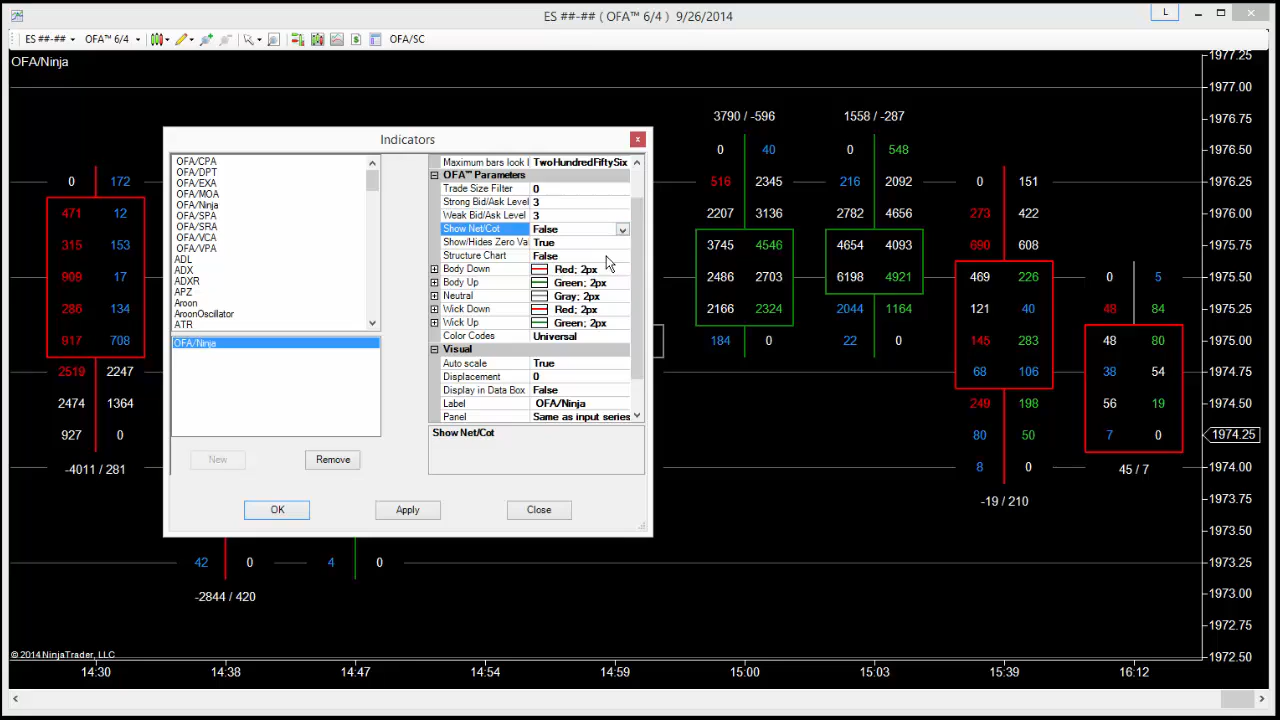 ES ##-## ( OFA™ 6/4 ) 9/26/2014
L
ES ##-## OFA™ 6/4 OFA/SC
OFA/Ninja
Indicators
x
OFA/CPA
OFA/DPT
OFA/EXA
OFA/MOA
OFA/Ninja
OFA/SPA
OFA/SRA
OFA/VCA
OFA/VPA
ADL
ADX
ADXR
APZ
Aroon
AroonOscillator
ATR
OFA/Ninja
New Remove
OK Apply Close
Maximum bars look l TwoHundredFiftySix
OFA™ Parameters
Trade Size Filter 0
Strong Bid/Ask Level 3
Weak Bid/Ask Level 3
Show Net/Cot False
Show/Hides Zero Va True
Structure Chart False
Body Down Red; 2px
Body Up Green; 2px
Neutral Gray; 2px
Wick Down Red; 2px
Wick Up Green; 2px
Color Codes Universal
Visual
Auto scale True
Displacement 0
Display in Data Box False
Label OFA/Ninja
Panel Same as input series
Show Net/Cot
0 172
471 12
315 153
909 17
286 134
917 708
2519 2247
2474 1364
927 0
-4011 / 281
42 0
-2844 / 420
4 0
3790 / -596
0 40
516 2345
2207 3136
3745 4546
2486 2703
2166 2324
184 0
1558 / -287
0 548
216 2092
2782 4656
4654 4093
6198 4921
2044 1164
22 0
0 151
273 422
690 608
469 226
121 40
145 283
68 106
249 198
80 50
8 0
-19 / 210
0 5
48 84
48 80
38 54
56 19
7 0
45 / 7
1977.25
1977.00
1976.75
1976.50
1976.25
1976.00
1975.75
1975.50
1975.25
1975.00
1974.75
1974.50
1974.25
1974.00
1973.75
1973.50
1973.25
1973.00
1972.75
1972.50
© 2014 NinjaTrader, LLC
14:30 14:38 14:47 14:54 14:59 15:00 15:03 15:39 16:12